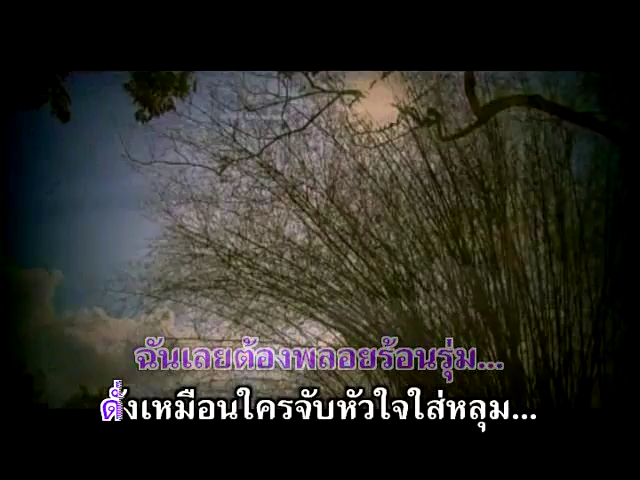 ฉันเลยต้องพลอยร้อนรุ่ม...
ดั่งเหมือนใครจับหัวใจใส่หลุม...